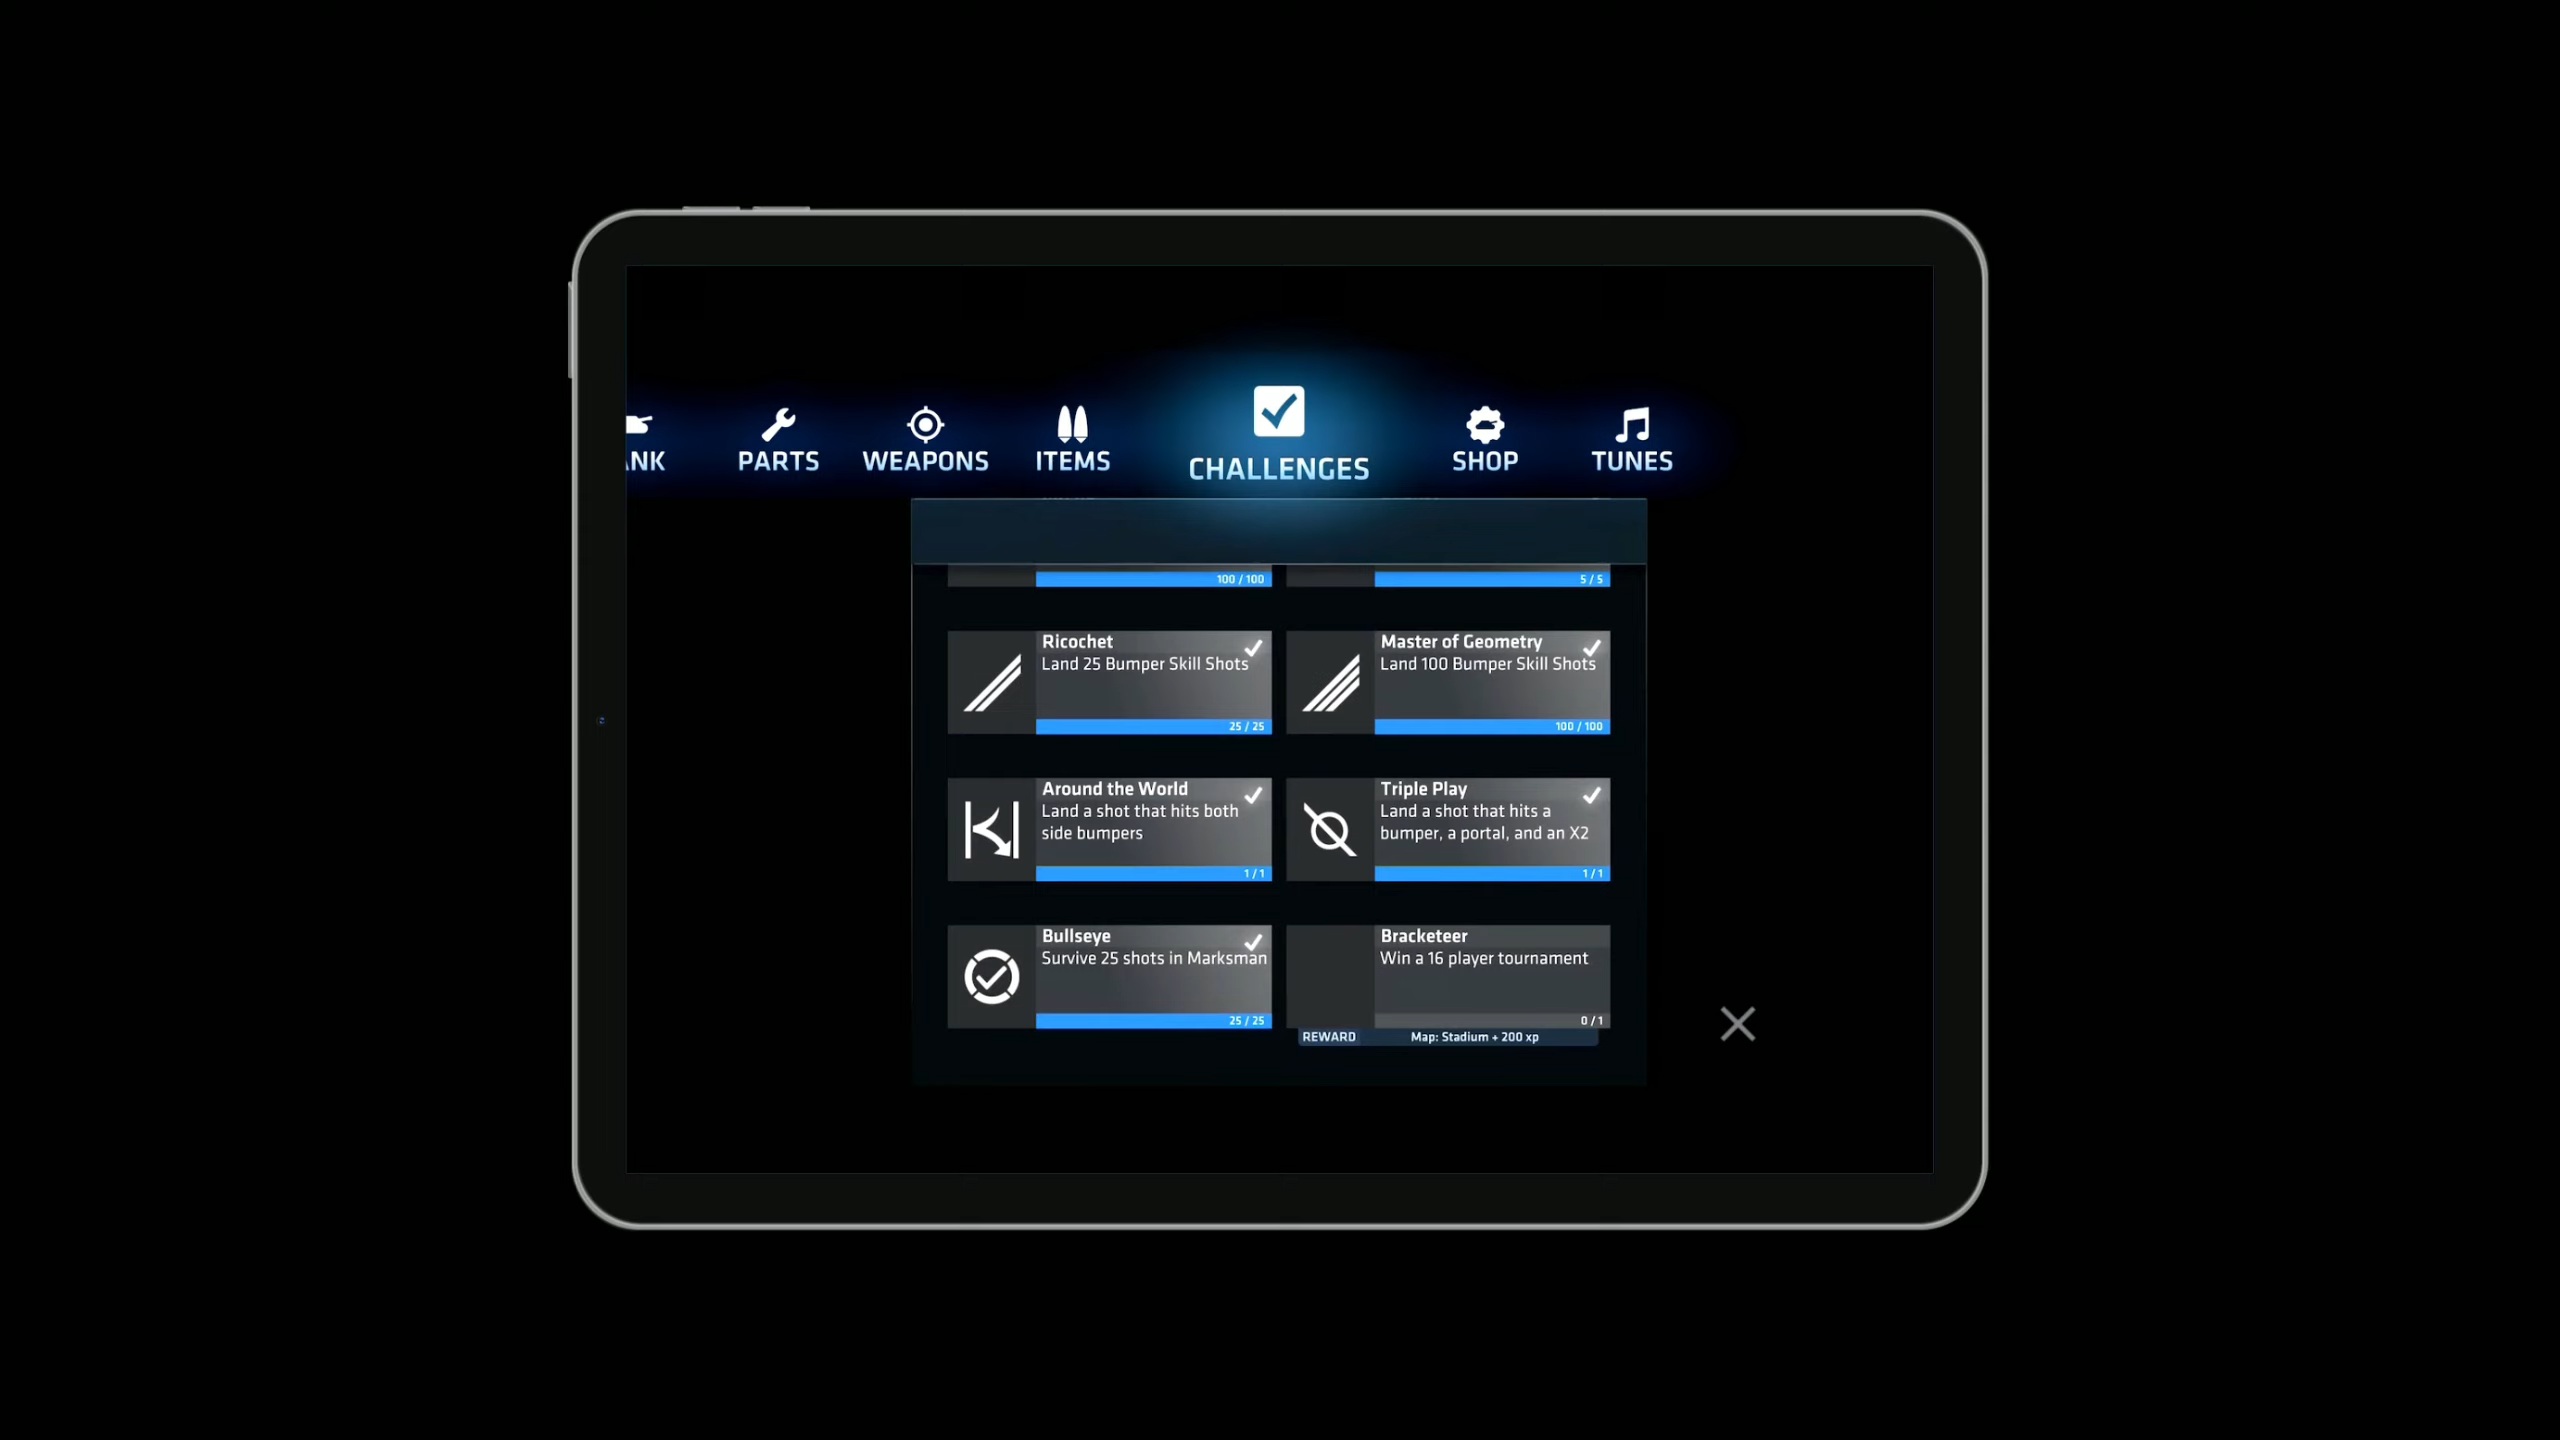 ANK
PARTS
WEAPONS
ITEMS
CHALLENGES
SHOP
TUNES
100 / 100
5 / 5
Ricochet
Land 25 Bumper Skill Shots
25 / 25
Master of Geometry
Land 100 Bumper Skill Shots
100 / 100
Around the World
Land a shot that hits both
side bumpers
1 / 1
Triple Play
Land a shot that hits a
bumper, a portal, and an X2
1 / 1
Bullseye
Survive 25 shots in Marksman
25 / 25
Bracketeer
Win a 16 player tournament
0 / 1
REWARD
Map: Stadium + 200 xp